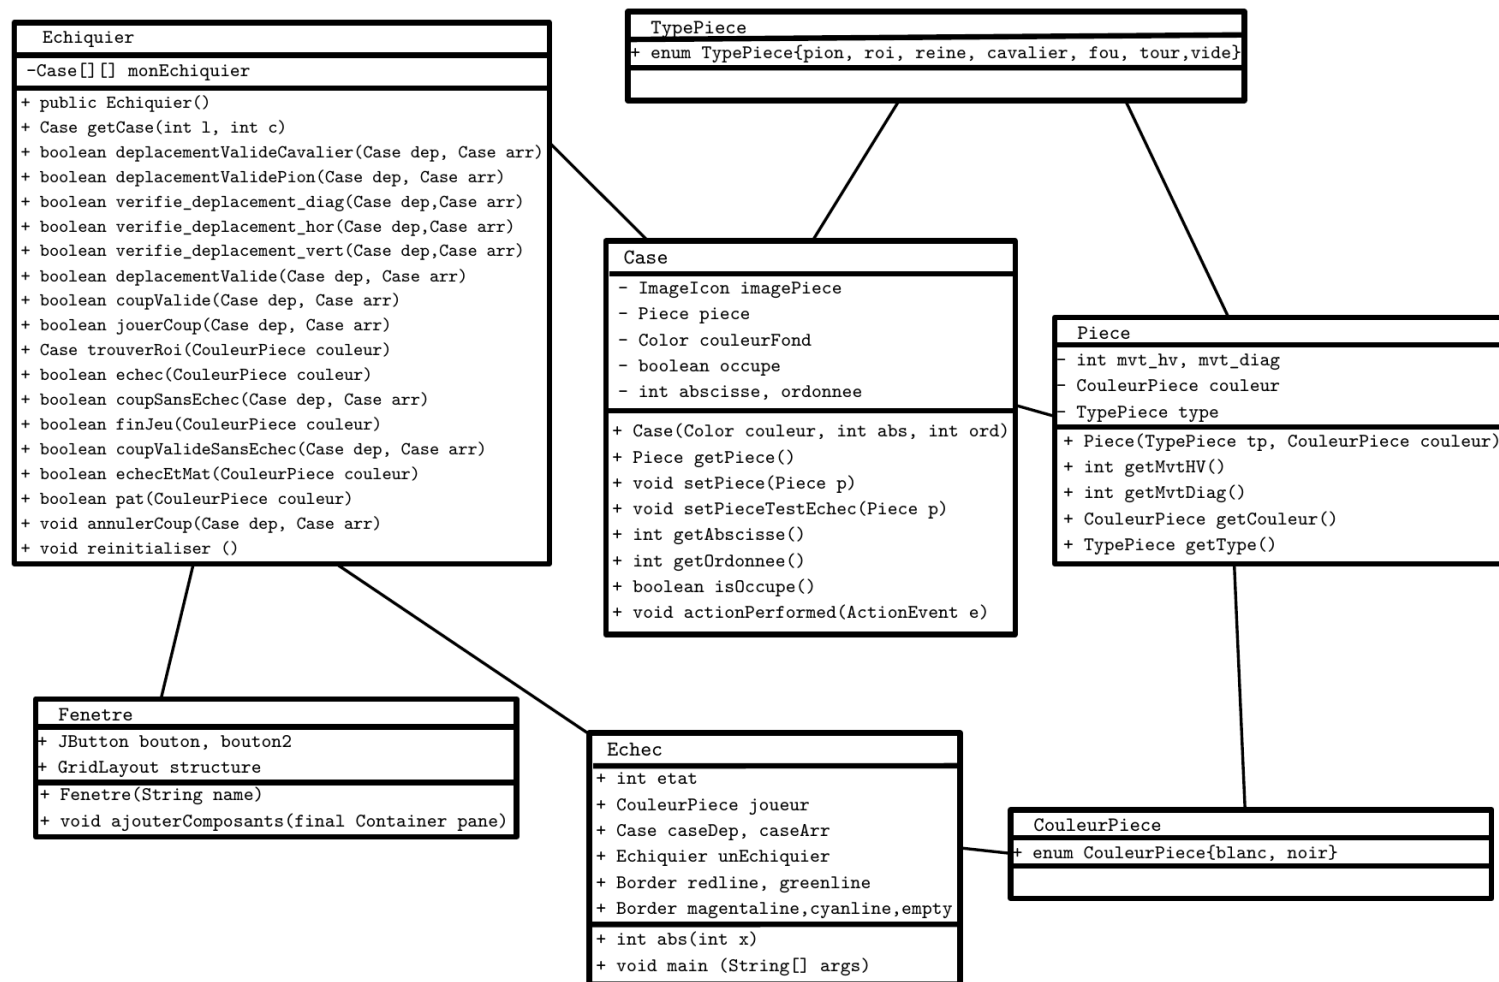 Echiquier
-Case[][] monEchiquier
+ public Echiquier()
+ Case getCase(int l, int c)
+ boolean deplacementValideCavalier(Case dep, Case arr)
+ boolean deplacementValidePion(Case dep, Case arr)
+ boolean verifie_deplacement_diag(Case dep,Case arr)
+ boolean verifie_deplacement_hor(Case dep,Case arr)
+ boolean verifie_deplacement_vert(Case dep,Case arr)
+ boolean deplacementValide(Case dep, Case arr)
+ boolean coupValide(Case dep, Case arr)
+ boolean jouerCoup(Case dep, Case arr)
+ Case trouverRoi(CouleurPiece couleur)
+ boolean echec(CouleurPiece couleur)
+ boolean coupSansEchec(Case dep, Case arr)
+ boolean finJeu(CouleurPiece couleur)
+ boolean coupValideSansEchec(Case dep, Case arr)
+ boolean echecEtMat(CouleurPiece couleur)
+ boolean pat(CouleurPiece couleur)
+ void annulerCoup(Case dep, Case arr)
+ void reinitialiser ()
TypePiece
+ enum TypePiece{pion, roi, reine, cavalier, fou, tour,vide}
Case
- ImageIcon imagePiece
- Piece piece
- Color couleurFond
- boolean occupe
- int abscisse, ordonnee
+ Case(Color couleur, int abs, int ord)
+ Piece getPiece()
+ void setPiece(Piece p)
+ void setPieceTestEchec(Piece p)
+ int getAbscisse()
+ int getOrdonnee()
+ boolean isOccupe()
+ void actionPerformed(ActionEvent e)
Piece
- int mvt_hv, mvt_diag
- CouleurPiece couleur
- TypePiece type
+ Piece(TypePiece tp, CouleurPiece couleur)
+ int getMvtHV()
+ int getMvtDiag()
+ CouleurPiece getCouleur()
+ TypePiece getType()
Fenetre
+ JButton bouton, bouton2
+ GridLayout structure
+ Fenetre(String name)
+ void ajouterComposants(final Container pane)
Echec
+ int etat
+ CouleurPiece joueur
+ Case caseDep, caseArr
+ Echiquier unEchiquier
+ Border redline, greenline
+ Border magentaline,cyanline,empty
+ int abs(int x)
+ void main (String[] args)
CouleurPiece
+ enum CouleurPiece{blanc, noir}